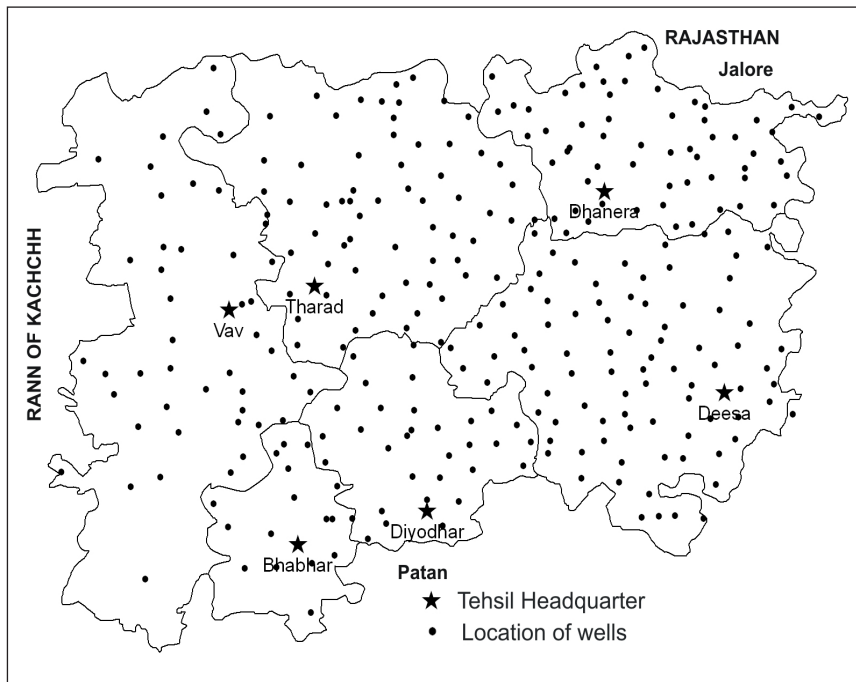 RAJASTHAN
Jalore
RANN OF KACHCHH
Dhanera
Tharad
Vav
Deesa
Diyodhar
Bhabhar
Patan
Tehsil Headquarter
Location of wells